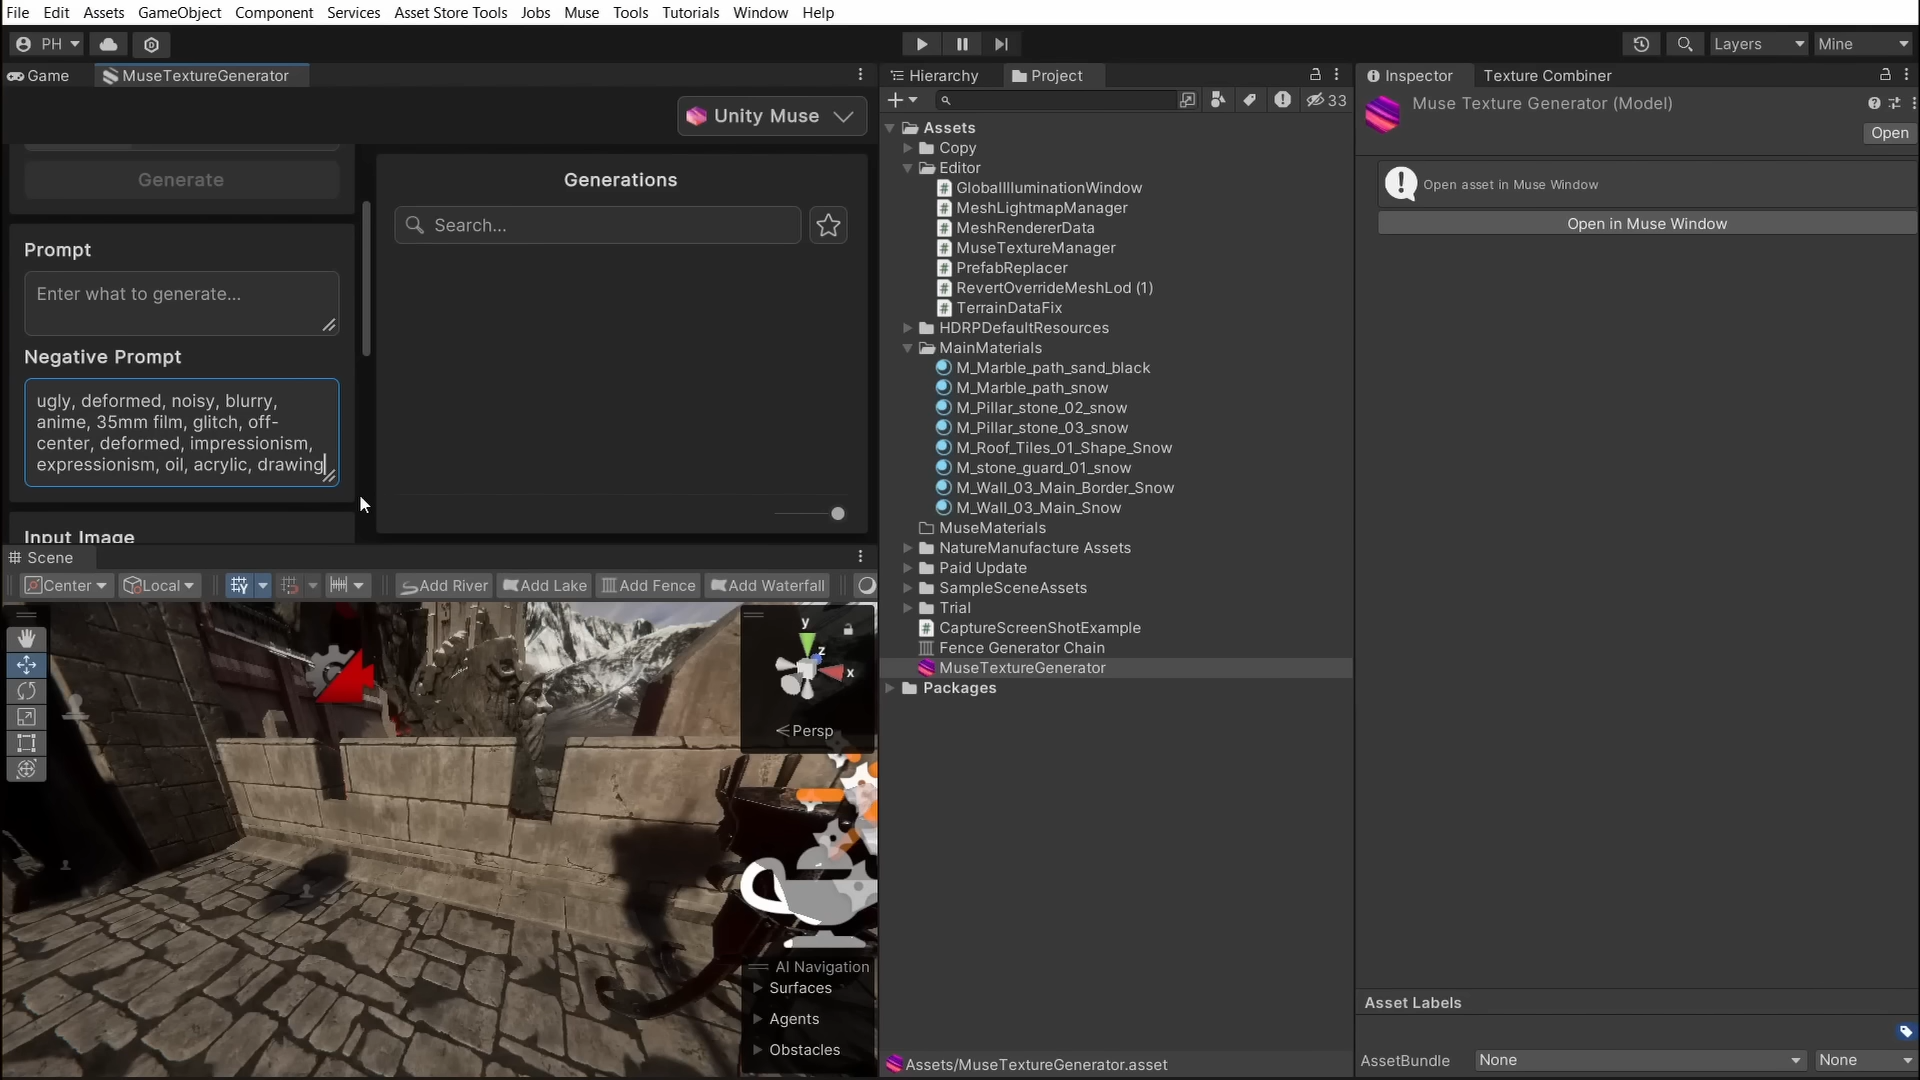 File Edit Assets GameObject Component Services Asset Store Tools Jobs Muse Tools Tutorials Window Help
PH
Layers Mine
Game MuseTextureGenerator
Unity Muse
Generate
Prompt
Enter what to generate...
Negative Prompt
ugly, deformed, noisy, blurry,
anime, 35mm film, glitch, off-
center, deformed, impressionism,
expressionism, oil, acrylic, drawing
Input Image
Generations
Search...
Scene
Center Local Add River Add Lake Add Fence Add Waterfall
y
z
x
Persp
AI Navigation
Surfaces
Agents
Obstacles
Hierarchy Project
33
Assets
Copy
Editor
GlobalIlluminationWindow
MeshLightmapManager
MeshRendererData
MuseTextureManager
PrefabReplacer
RevertOverrideMeshLod (1)
TerrainDataFix
HDRPDefaultResources
MainMaterials
M_Marble_path_sand_black
M_Marble_path_snow
M_Pillar_stone_02_snow
M_Pillar_stone_03_snow
M_Roof_Tiles_01_Shape_Snow
M_stone_guard_01_snow
M_Wall_03_Main_Border_Snow
M_Wall_03_Main_Snow
MuseMaterials
NatureManufacture Assets
Paid Update
SampleSceneAssets
Trial
CaptureScreenShotExample
Fence Generator Chain
MuseTextureGenerator
Packages
Assets/MuseTextureGenerator.asset
Inspector Texture Combiner
Muse Texture Generator (Model)
Open
Open asset in Muse Window
Open in Muse Window
Asset Labels
AssetBundle None None